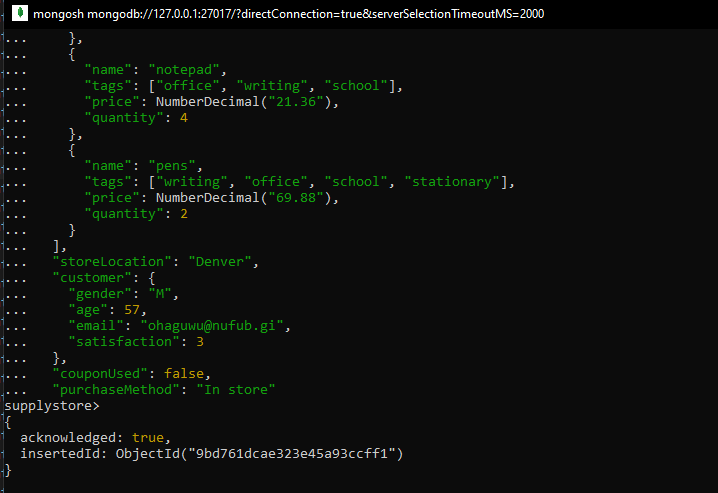 mongosh mongodb://127.0.0.1:27017/?directConnection=true&serverSelectionTimeoutMS=2000
...     },
...     {
...       "name": "notepad",
...       "tags": ["office", "writing", "school"],
...       "price": NumberDecimal("21.36"),
...       "quantity": 4
...     },
...     {
...       "name": "pens",
...       "tags": ["writing", "office", "school", "stationary"],
...       "price": NumberDecimal("69.88"),
...       "quantity": 2
...     }
...   ],
...   "storeLocation": "Denver",
...   "customer": {
...     "gender": "M",
...     "age": 57,
...     "email": "ohaguwu@nufub.gi",
...     "satisfaction": 3
...   },
...   "couponUsed": false,
...   "purchaseMethod": "In store"
supplystore>
{
  acknowledged: true,
  insertedId: ObjectId("9bd761dcae323e45a93ccff1")
}